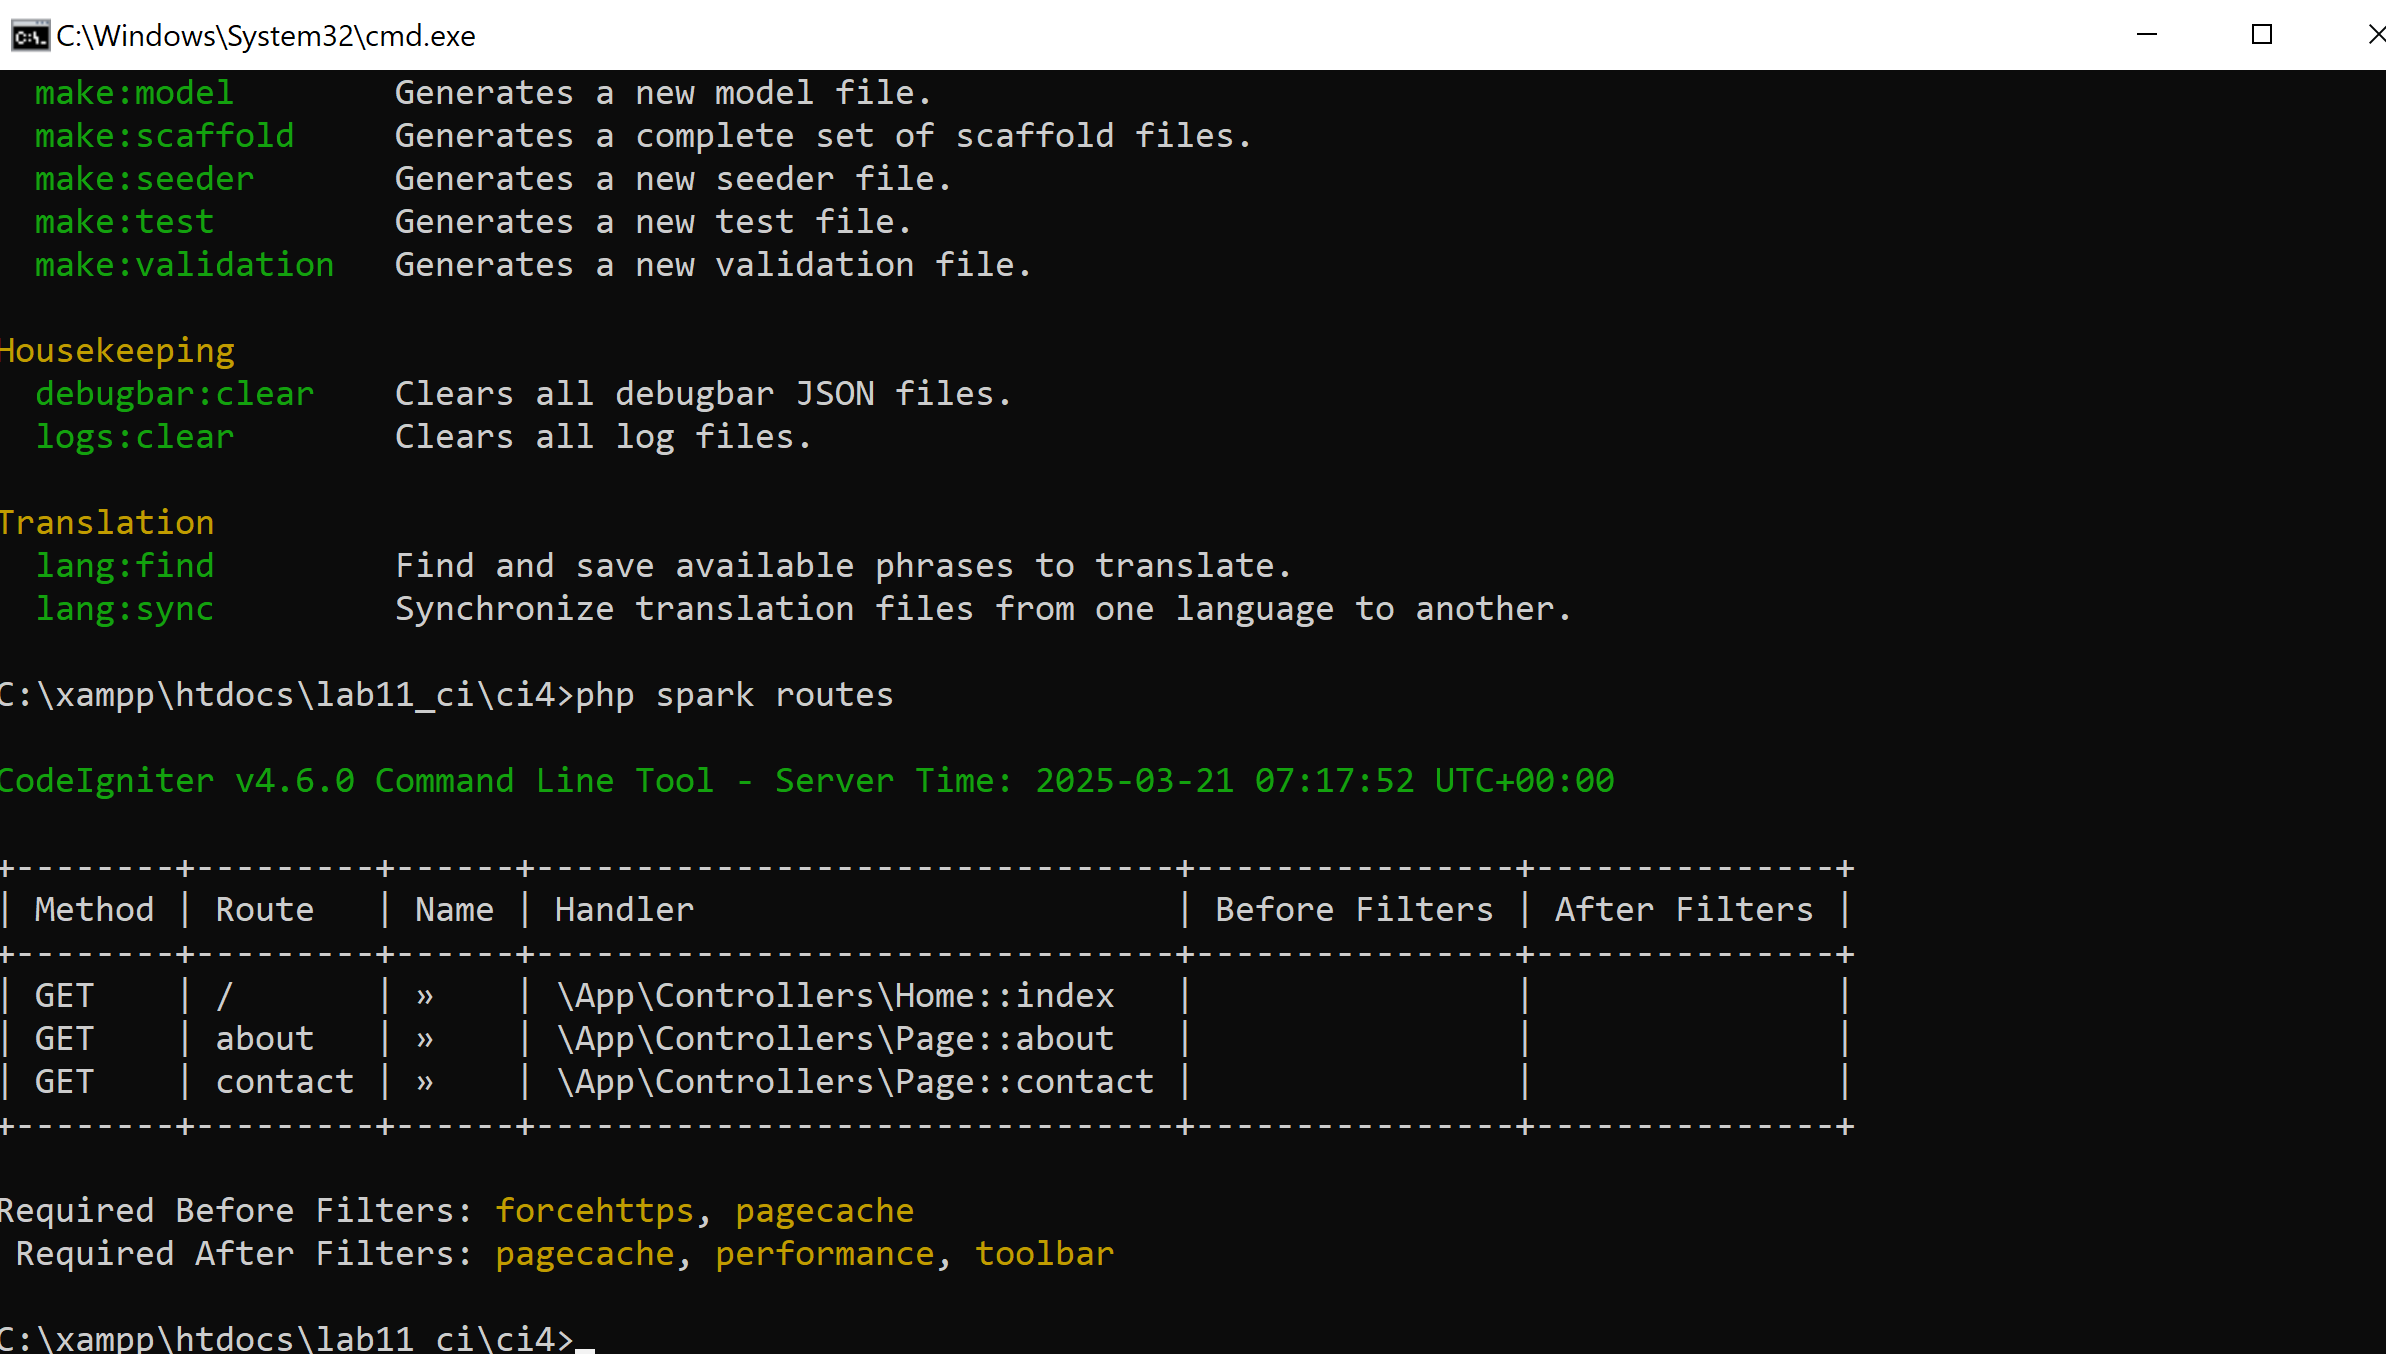 C:\Windows\System32\cmd.exe
make:model Generates a new model file.
make:scaffold Generates a complete set of scaffold files.
make:seeder Generates a new seeder file.
make:test Generates a new test file.
make:validation Generates a new validation file.
Housekeeping
debugbar:clear Clears all debugbar JSON files.
logs:clear Clears all log files.
Translation
lang:find Find and save available phrases to translate.
lang:sync Synchronize translation files from one language to another.
C:\xampp\htdocs\lab11_ci\ci4>php spark routes
CodeIgniter v4.6.0 Command Line Tool - Server Time: 2025-03-21 07:17:52 UTC+00:00
+--------+---------+------+--------------------------------+----------------+---------------+
| Method | Route   | Name | Handler                        | Before Filters | After Filters |
+--------+---------+------+--------------------------------+----------------+---------------+
| GET    | /       | »    | \App\Controllers\Home::index   |                |               |
| GET    | about   | »    | \App\Controllers\Page::about   |                |               |
| GET    | contact | »    | \App\Controllers\Page::contact |                |               |
+--------+---------+------+--------------------------------+----------------+---------------+
Required Before Filters: forcehttps, pagecache
Required After Filters: pagecache, performance, toolbar
C:\xampp\htdocs\lab11_ci\ci4>